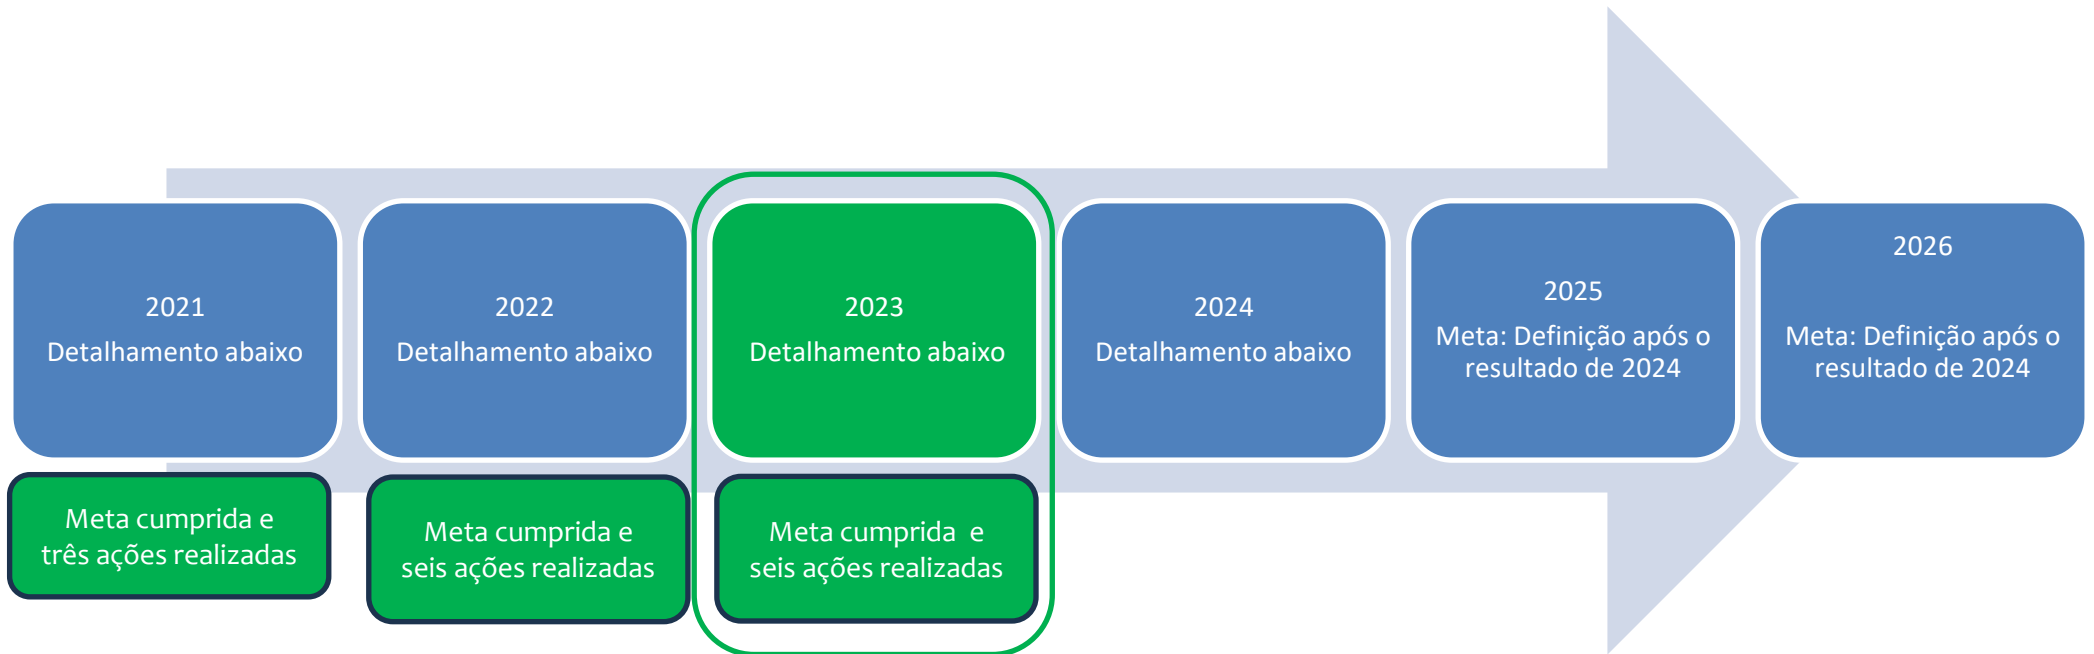 2021
Detalhamento abaixo
2022
Detalhamento abaixo
2023
Detalhamento abaixo
2024
Detalhamento abaixo
2025
Meta: Definição após o
resultado de 2024
2026
Meta: Definição após o
resultado de 2024
Meta cumprida e
três ações realizadas
Meta cumprida e
seis ações realizadas
Meta cumprida e
seis ações realizadas